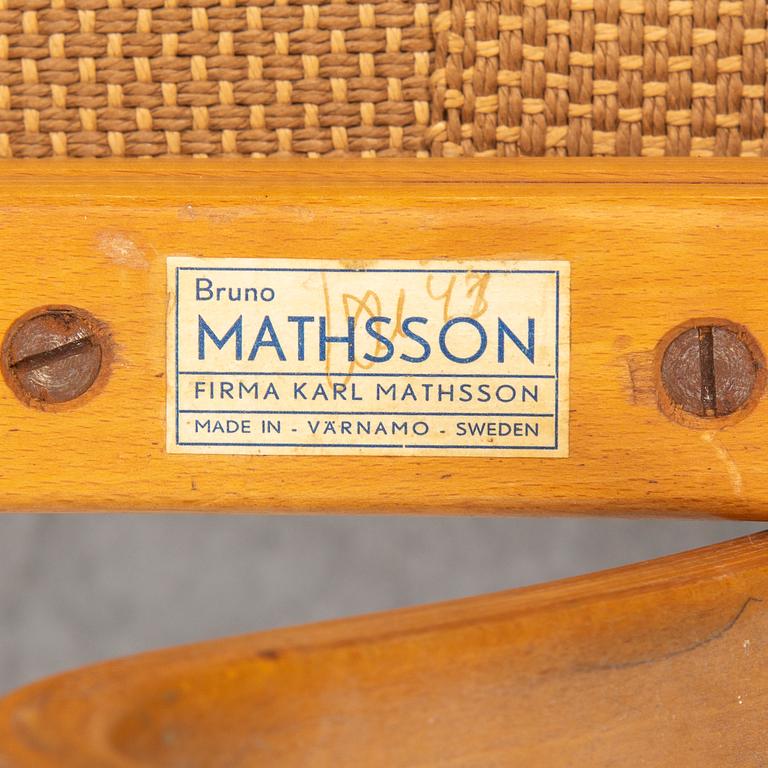 Bruno
MATHSSON
FIRMA KARL MATHSSON
MADE IN - VÄRNAMO - SWEDEN